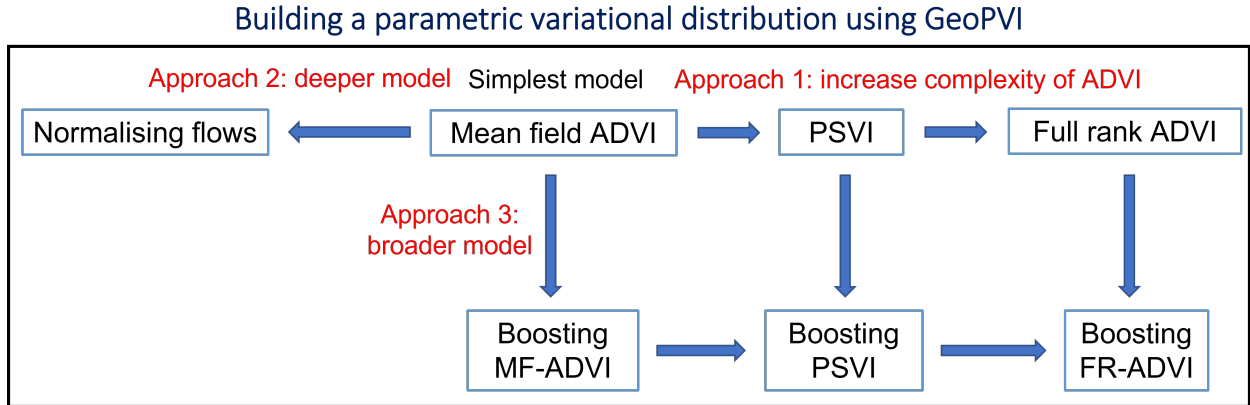 Building a parametric variational distribution using GeoPVI
Approach 2: deeper model Simplest model Approach 1: increase complexity of ADVI
Normalising flows
Mean field ADVI
PSVI
Full rank ADVI
Approach 3:
broader model
Boosting
MF-ADVI
Boosting
PSVI
Boosting
FR-ADVI